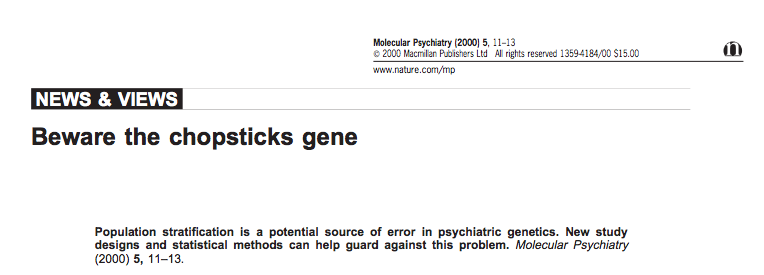 Molecular Psychiatry (2000) 5, 11–13
© 2000 Macmillan Publishers Ltd All rights reserved 1359-4184/00 $15.00
www.nature.com/mp
NEWS & VIEWS
Beware the chopsticks gene
Population stratification is a potential source of error in psychiatric genetics. New study
designs and statistical methods can help guard against this problem. Molecular Psychiatry
(2000) 5, 11–13.